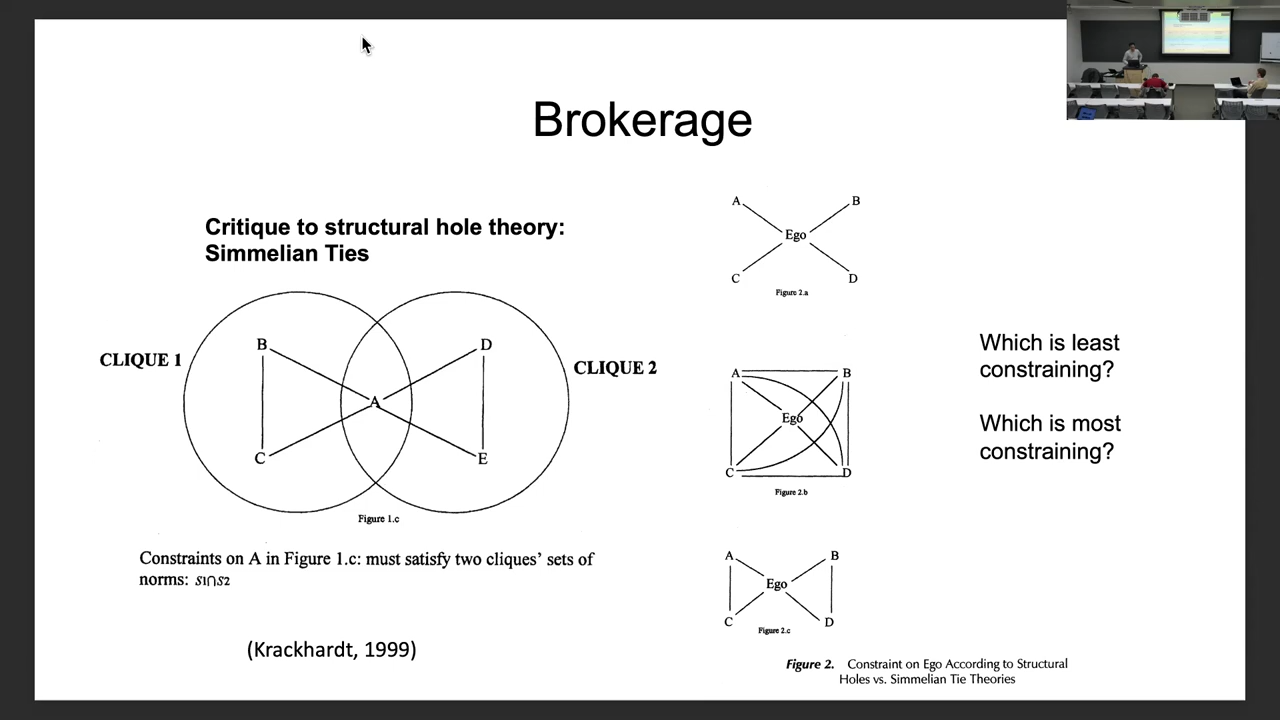 Brokerage
Critique to structural hole theory:
Simmelian Ties
CLIQUE 1
B
D
CLIQUE 2
A
C
E
Figure 1.c
Constraints on A in Figure 1.c: must satisfy two cliques' sets of
norms: S1∩S2
(Krackhardt, 1999)
A
B
Ego
C
D
Figure 2.a
A
B
Ego
C
D
Figure 2.b
A
B
Ego
C
D
Figure 2.c
Figure 2. Constraint on Ego According to Structural
Holes vs. Simmelian Tie Theories
Which is least
constraining?
Which is most
constraining?